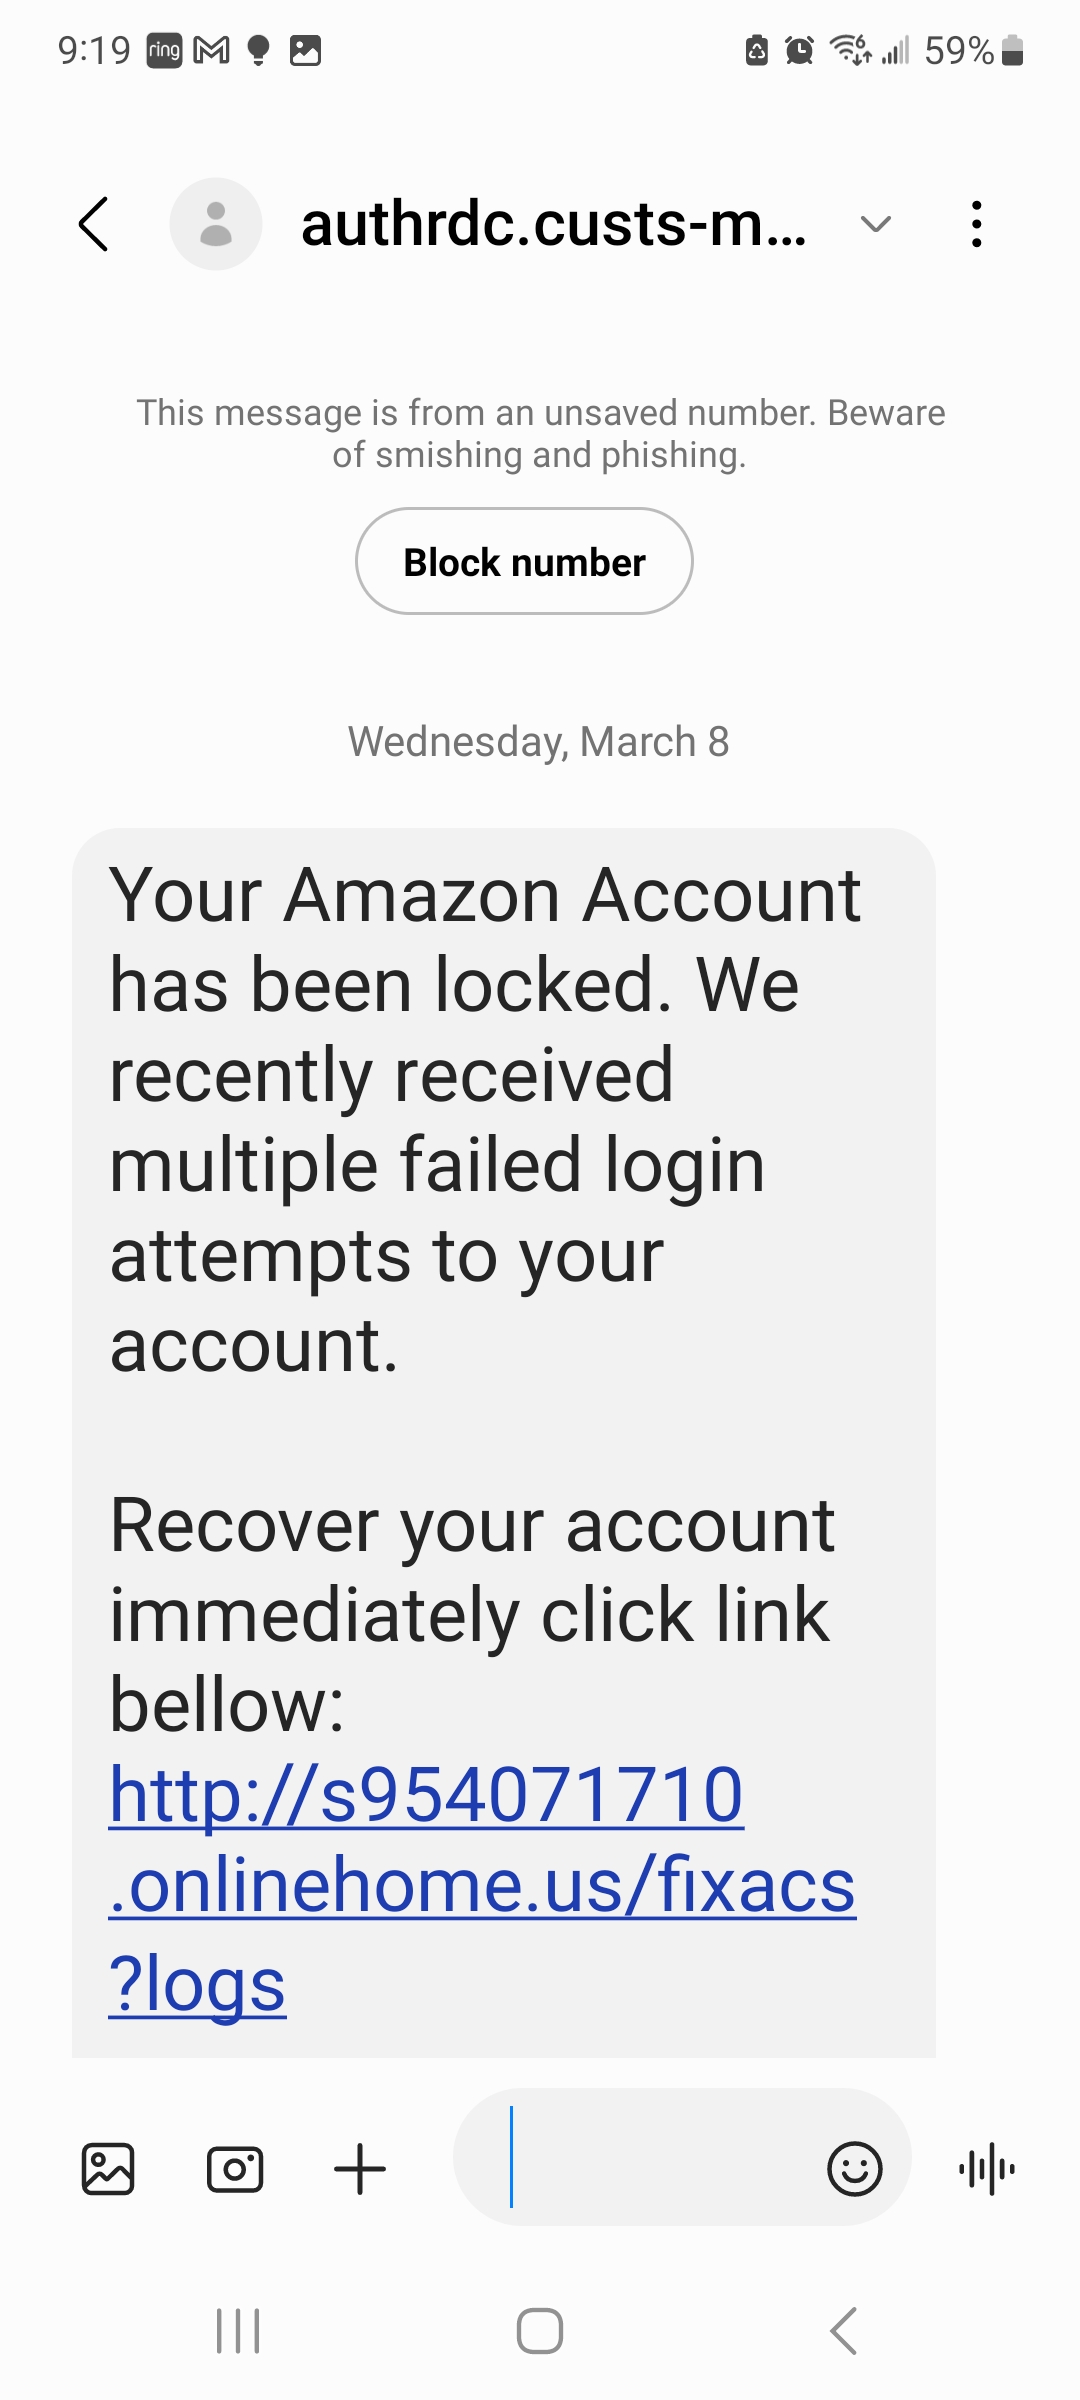 9:19 ring 6 59%
authrdc.custs-m...
This message is from an unsaved number. Beware
of smishing and phishing.
Block number
Wednesday, March 8
Your Amazon Account
has been locked. We
recently received
multiple failed login
attempts to your
account.
Recover your account
immediately click link
bellow:
http://s954071710
.onlinehome.us/fixacs
?logs